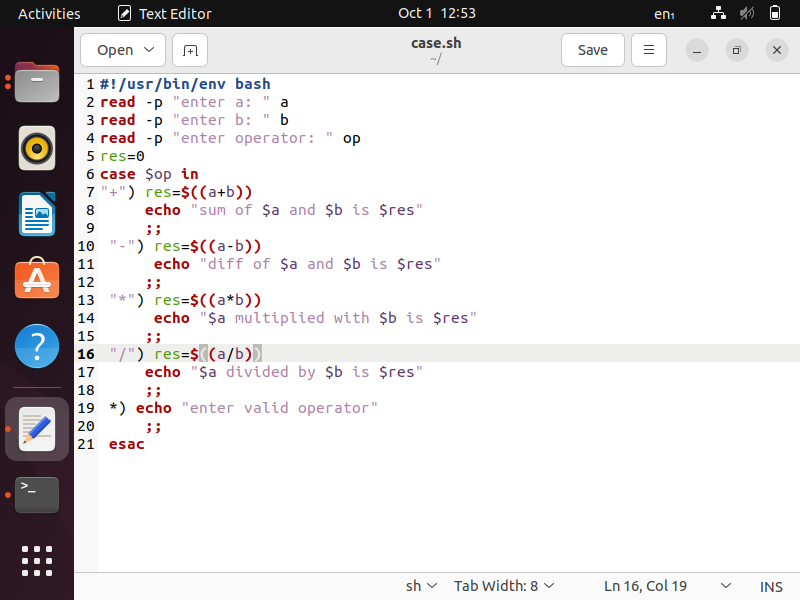 Activities Text Editor Oct 1 12:53 en₁
Open case.sh Save
~/
1 #!/usr/bin/env bash
2 read -p "enter a: " a
3 read -p "enter b: " b
4 read -p "enter operator: " op
5 res=0
6 case $op in
7 "+") res=$((a+b))
8      echo "sum of $a and $b is $res"
9      ;;
10  "-") res=$((a-b))
11       echo "diff of $a and $b is $res"
12      ;;
13  "*") res=$((a*b))
14       echo "$a multiplied with $b is $res"
15      ;;
16  "/") res=$((a/b))
17      echo "$a divided by $b is $res"
18      ;;
19  *) echo "enter valid operator"
20      ;;
21  esac
>_
sh Tab Width: 8 Ln 16, Col 19 INS